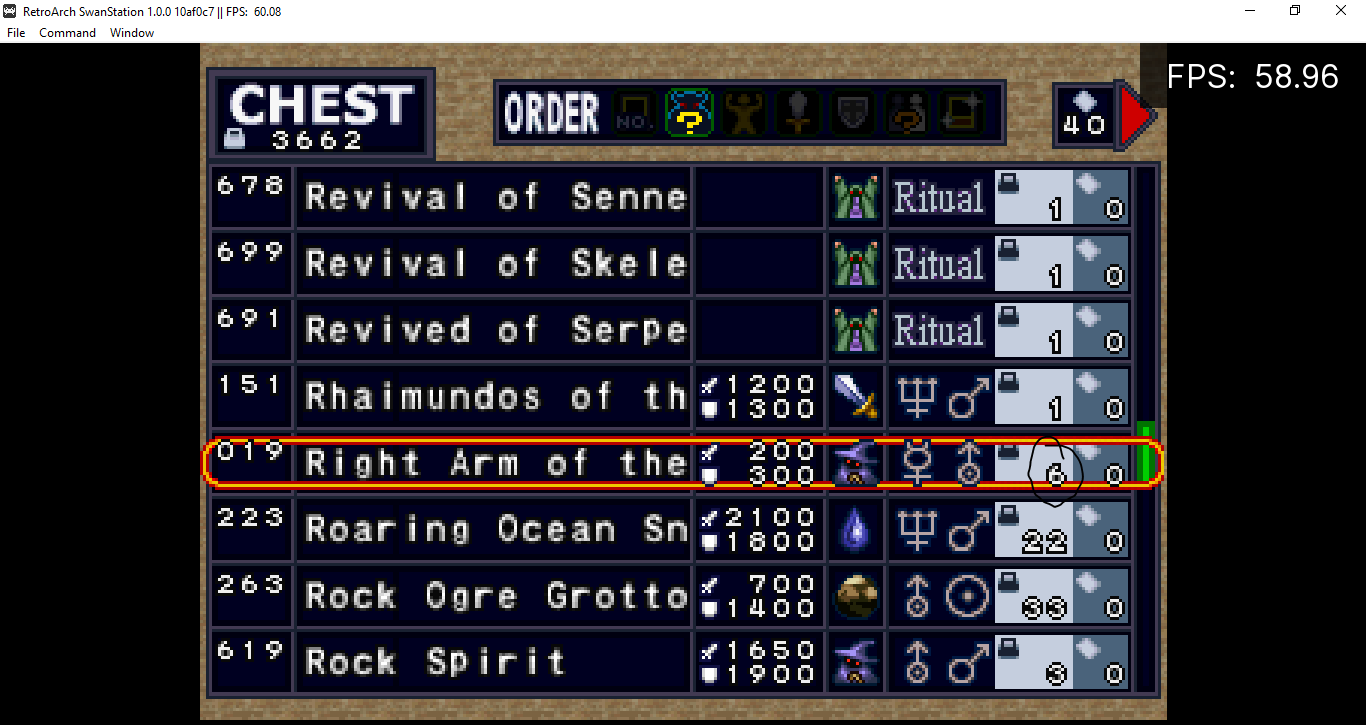 RetroArch SwanStation 1.0.0 10af0c7 || FPS: 60.08
File Command Window
FPS: 58.96
CHEST
3662
ORDER NO. ? ?
40
678 Revival of Senne Ritual 1 0
699 Revival of Skele Ritual 1 0
691 Revived of Serpe Ritual 1 0
151 Rhaimundos of th 1200 1300 1 0
019 Right Arm of the 200 300 6 0
223 Roaring Ocean Sn 2100 1800 22 0
263 Rock Ogre Grotto 700 1400 33 0
619 Rock Spirit 1650 1900 3 0